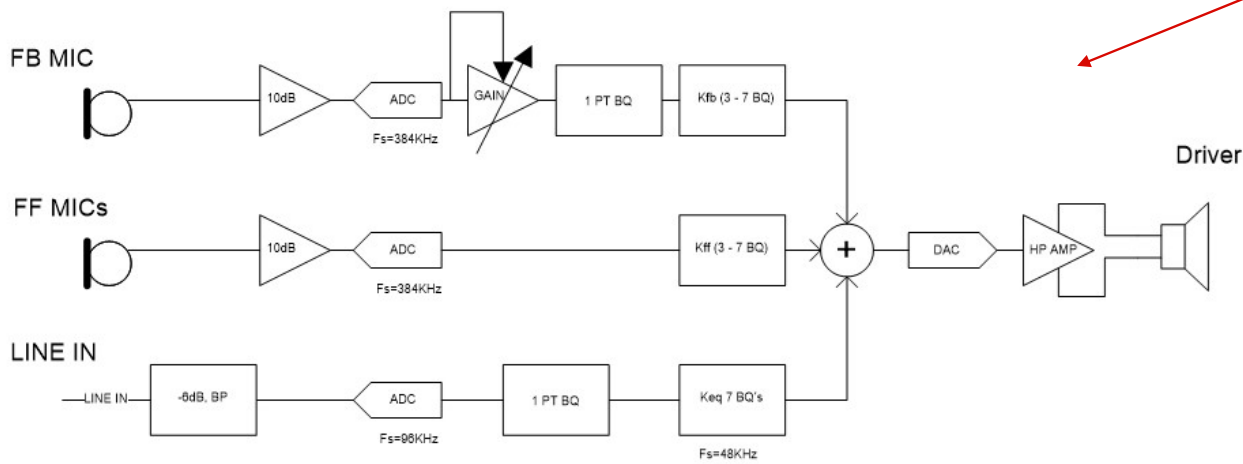 FB MIC
10dB
ADC
Fs=384KHz
GAIN
1 PT BQ
Kfb (3 - 7 BQ)
Driver
FF MICs
10dB
ADC
Fs=384KHz
Kff (3 - 7 BQ)
+
DAC
HP AMP
LINE IN
LINE IN
-6dB, BP
ADC
Fs=96KHz
1 PT BQ
Keq 7 BQ's
Fs=48KHz